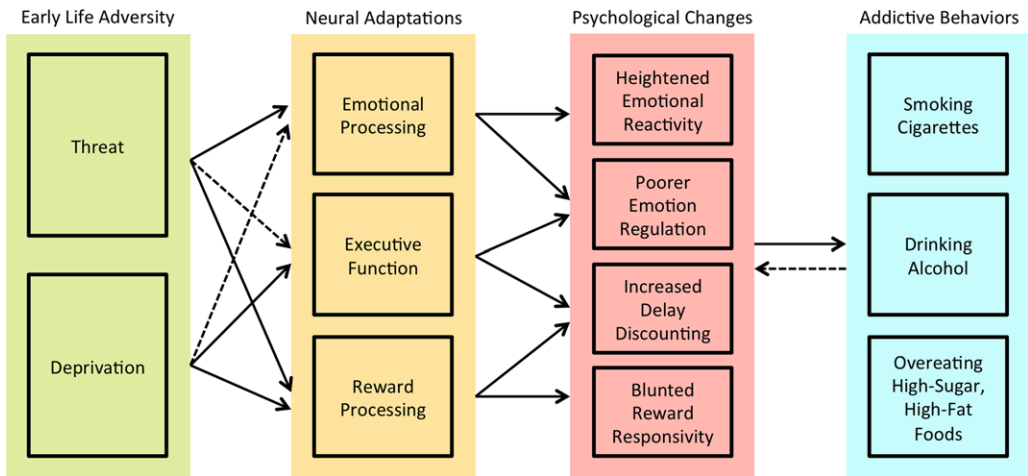 Early Life Adversity
Neural Adaptations
Psychological Changes
Addictive Behaviors
Threat
Deprivation
Emotional
Processing
Executive
Function
Reward
Processing
Heightened
Emotional
Reactivity
Poorer
Emotion
Regulation
Increased
Delay
Discounting
Blunted
Reward
Responsivity
Smoking
Cigarettes
Drinking
Alcohol
Overeating
High-Sugar,
High-Fat
Foods